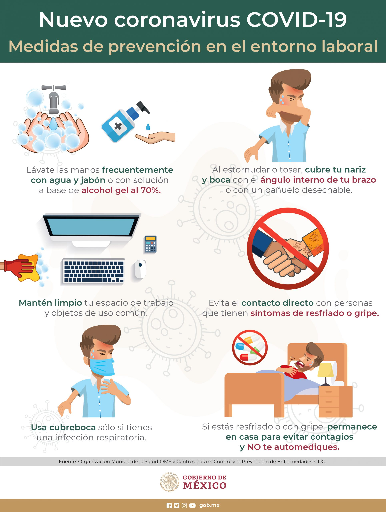 Nuevo coronavirus COVID-19
Medidas de prevención en el entorno laboral
Lávate las manos frecuentemente
con agua y jabón o con solución
a base de alcohol gel al 70%.
Al estornudar o toser, cubre tu nariz
y boca con el ángulo interno de tu brazo
o con un pañuelo desechable.
Mantén limpio tu espacio de trabajo
y objetos de uso común.
Evita el contacto directo con personas
que tienen síntomas de resfriado o gripe.
Usa cubreboca sólo si tienes
una infección respiratoria.
Si estás resfriado o con gripe, permanece
en casa para evitar contagios
y NO te automediques.
GOBIERNO DE
MÉXICO
gob.mx